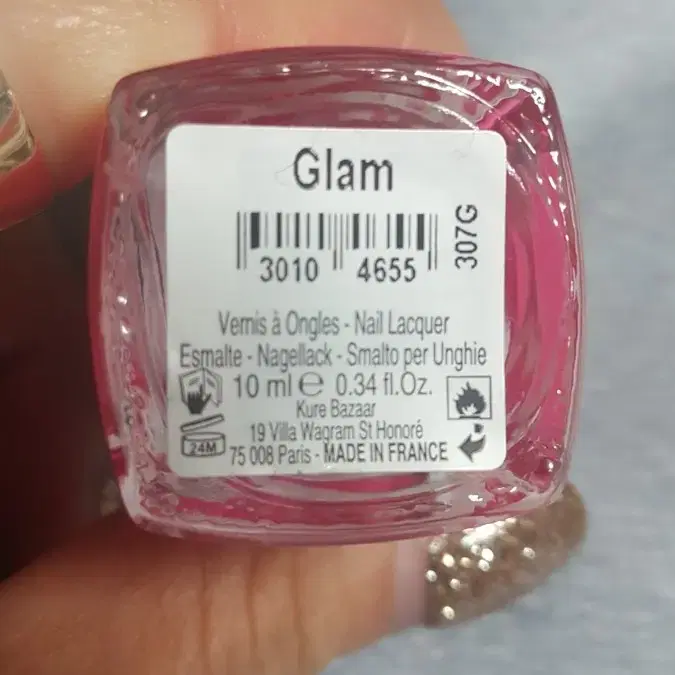 Glam
307G
3010 4655
Vernis à Ongles - Nail Lacquer
Esmalte - Nagellack - Smalto per Unghie
10 ml ℮ 0.34 fl.Oz.
Kure Bazaar
24M
19 Villa Wagram St Honoré
75 008 Paris - MADE IN FRANCE